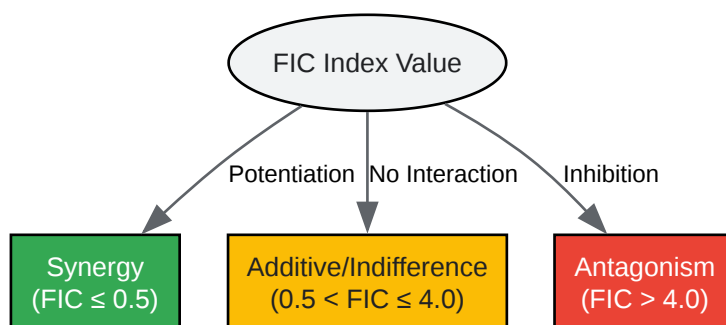 FIC Index Value
Potentiation
No Interaction
Inhibition
Synergy
(FIC ≤ 0.5)
Additive/Indifference
(0.5 < FIC ≤ 4.0)
Antagonism
(FIC > 4.0)